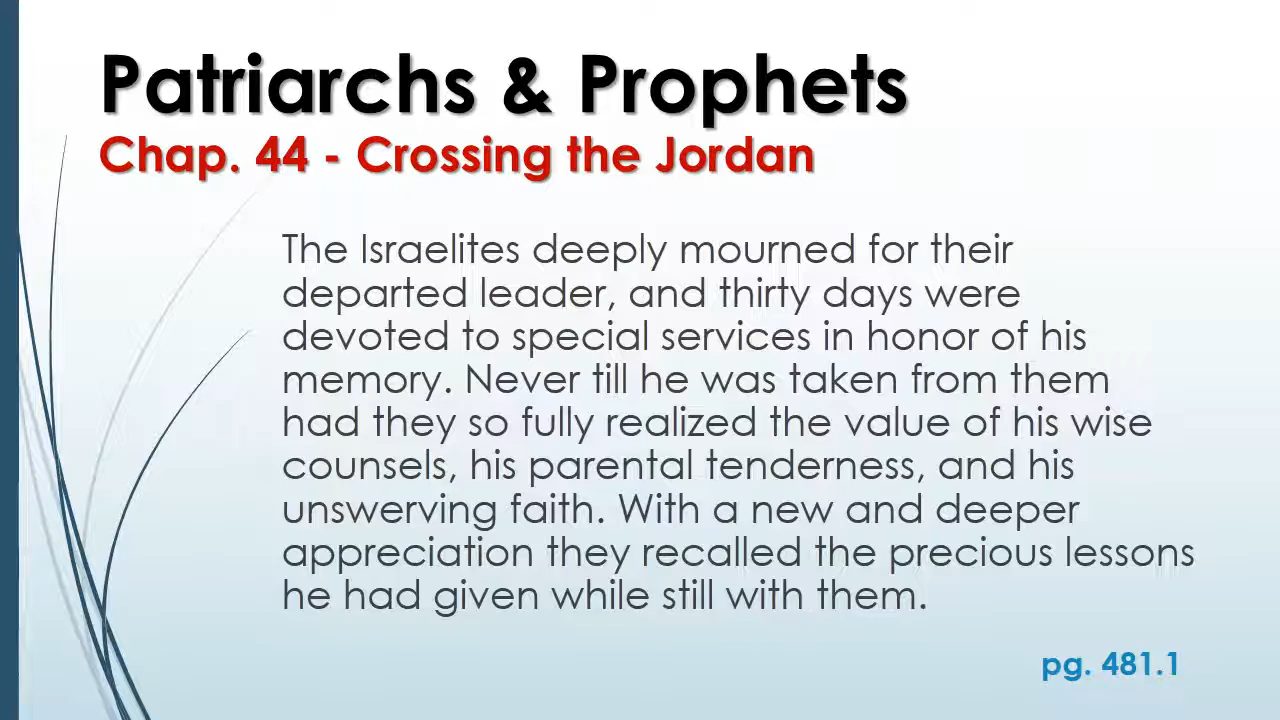 Patriarchs & Prophets
Chap. 44 - Crossing the Jordan
The Israelites deeply mourned for their
departed leader, and thirty days were
devoted to special services in honor of his
memory. Never till he was taken from them
had they so fully realized the value of his wise
counsels, his parental tenderness, and his
unswerving faith. With a new and deeper
appreciation they recalled the precious lessons
he had given while still with them.
pg. 481.1